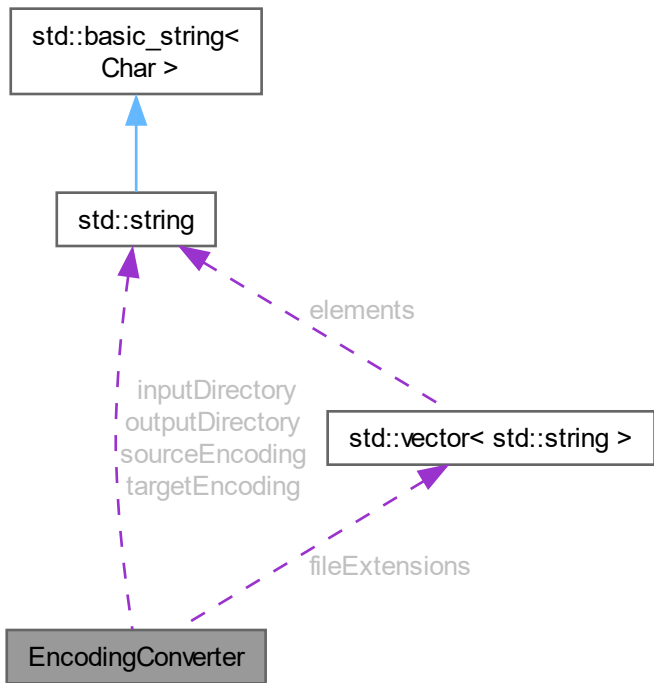 std::basic_string<
Char >
std::string
elements
inputDirectory
outputDirectory
sourceEncoding
targetEncoding
std::vector< std::string >
fileExtensions
EncodingConverter